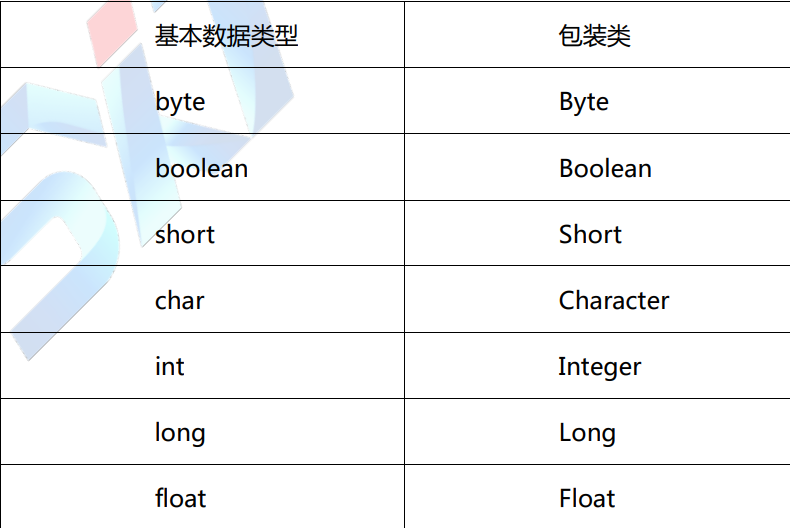 基本数据类型 包装类
byte Byte
boolean Boolean
short Short
char Character
int Integer
long Long
float Float